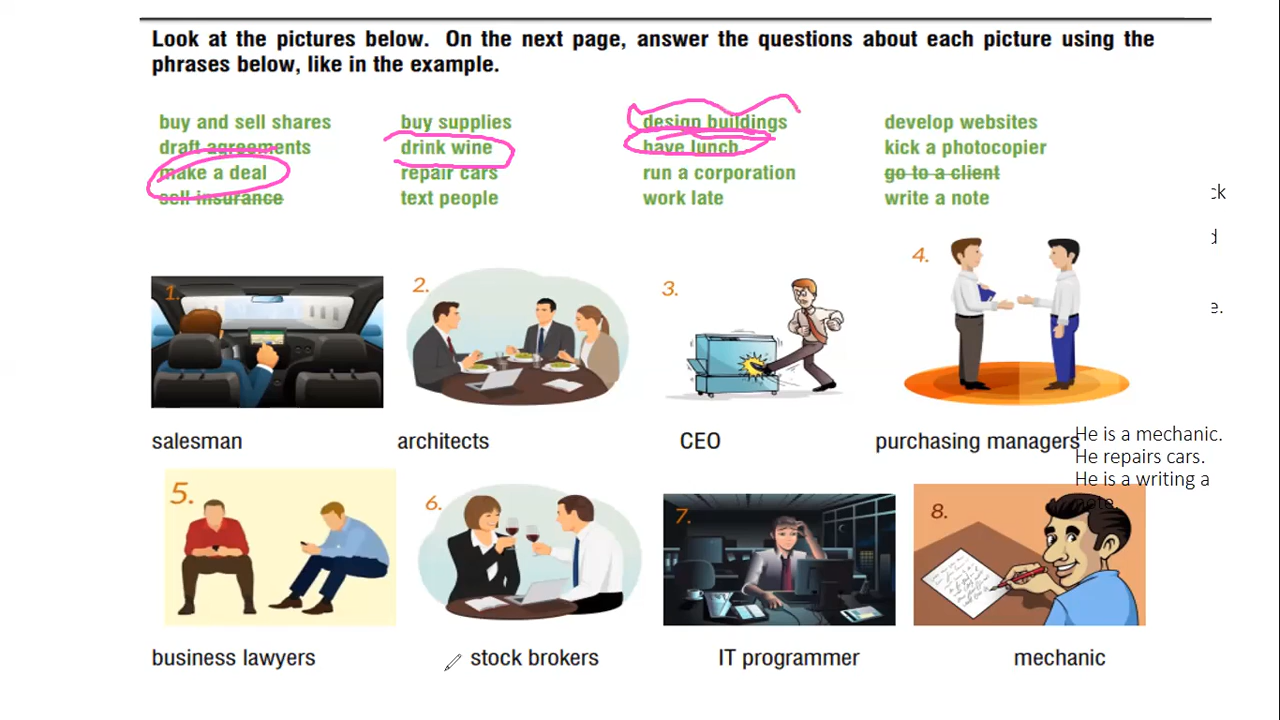 Look at the pictures below. On the next page, answer the questions about each picture using the
phrases below, like in the example.
buy and sell shares
draft agreements
make a deal
sell insurance
buy supplies
drink wine
repair cars
text people
design buildings
have lunch
run a corporation
work late
develop websites
kick a photocopier
go to a client
write a note
ck
d
e.
1.
2.
3.
4.
salesman
architects
CEO
purchasing managers
He is a mechanic.
He repairs cars.
He is a writing a
note.
5.
6.
7.
8.
business lawyers
stock brokers
IT programmer
mechanic